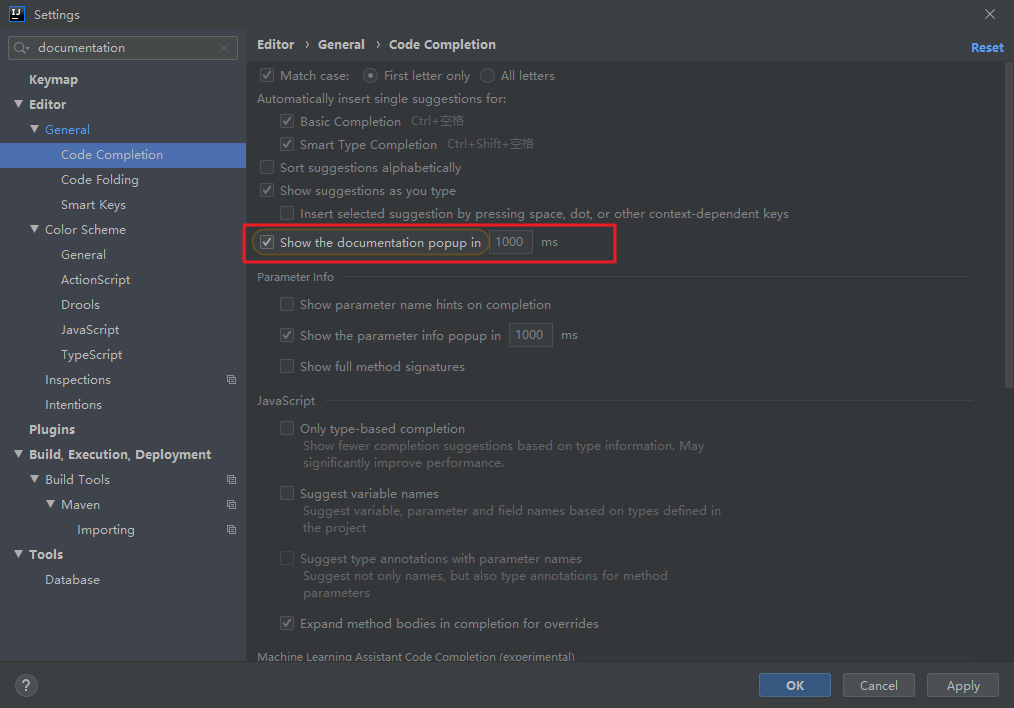 IJ
Settings
documentation
Keymap
Editor
General
Code Completion
Code Folding
Smart Keys
Color Scheme
General
ActionScript
Drools
JavaScript
TypeScript
Inspections
Intentions
Plugins
Build, Execution, Deployment
Build Tools
Maven
Importing
Tools
Database
Editor › General › Code Completion
Reset
Match case: First letter only All letters
Automatically insert single suggestions for:
Basic Completion Ctrl+空格
Smart Type Completion Ctrl+Shift+空格
Sort suggestions alphabetically
Show suggestions as you type
Insert selected suggestion by pressing space, dot, or other context-dependent keys
Show the documentation popup in 1000 ms
Parameter Info
Show parameter name hints on completion
Show the parameter info popup in 1000 ms
Show full method signatures
JavaScript
Only type-based completion
Show fewer completion suggestions based on type information. May
significantly improve performance.
Suggest variable names
Suggest variable, parameter and field names based on types defined in
the project
Suggest type annotations with parameter names
Suggest not only names, but also type annotations for method
parameters
Expand method bodies in completion for overrides
Machine Learning Assistant Code Completion (experimental)
?
OK Cancel Apply